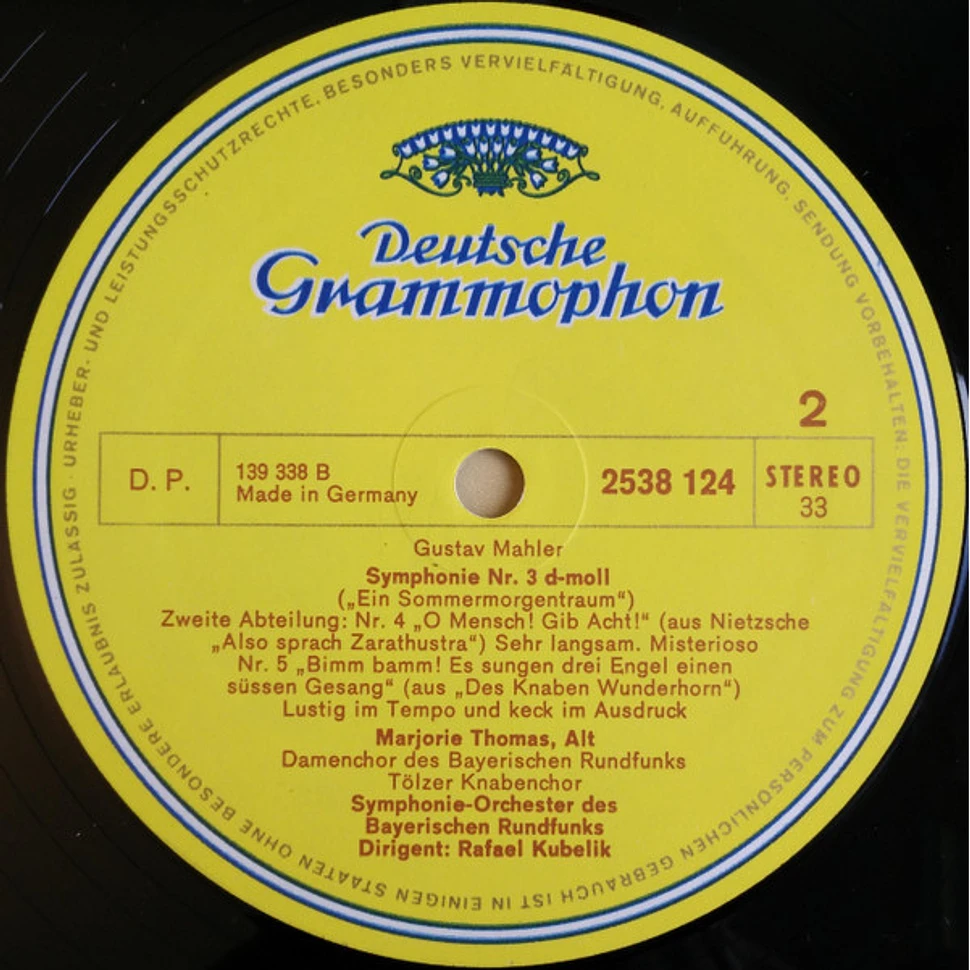 URHEBER- UND LEISTUNGSSCHUTZRECHTE, BESONDERS VERVIELFÄLTIGUNG, AUFFÜHRUNG, SENDUNG VORBEHALTEN. DIE VERVIELFÄLTIGUNG ZUM PERSÖNLICHEN GEBRAUCH IST IN EINIGEN STAATEN OHNE BESONDERE ERLAUBNIS ZULÄSSIG ·
Deutsche
Grammophon
2
D. P.
139 338 B
Made in Germany
2538 124
STEREO
33
Gustav Mahler
Symphonie Nr. 3 d-moll
(„Ein Sommermorgentraum“)
Zweite Abteilung: Nr. 4 „O Mensch! Gib Acht!“ (aus Nietzsche
„Also sprach Zarathustra“) Sehr langsam. Misterioso
Nr. 5 „Bimm bamm! Es sungen drei Engel einen
süssen Gesang“ (aus „Des Knaben Wunderhorn“)
Lustig im Tempo und keck im Ausdruck
Marjorie Thomas, Alt
Damenchor des Bayerischen Rundfunks
Tölzer Knabenchor
Symphonie-Orchester des
Bayerischen Rundfunks
Dirigent: Rafael Kubelik